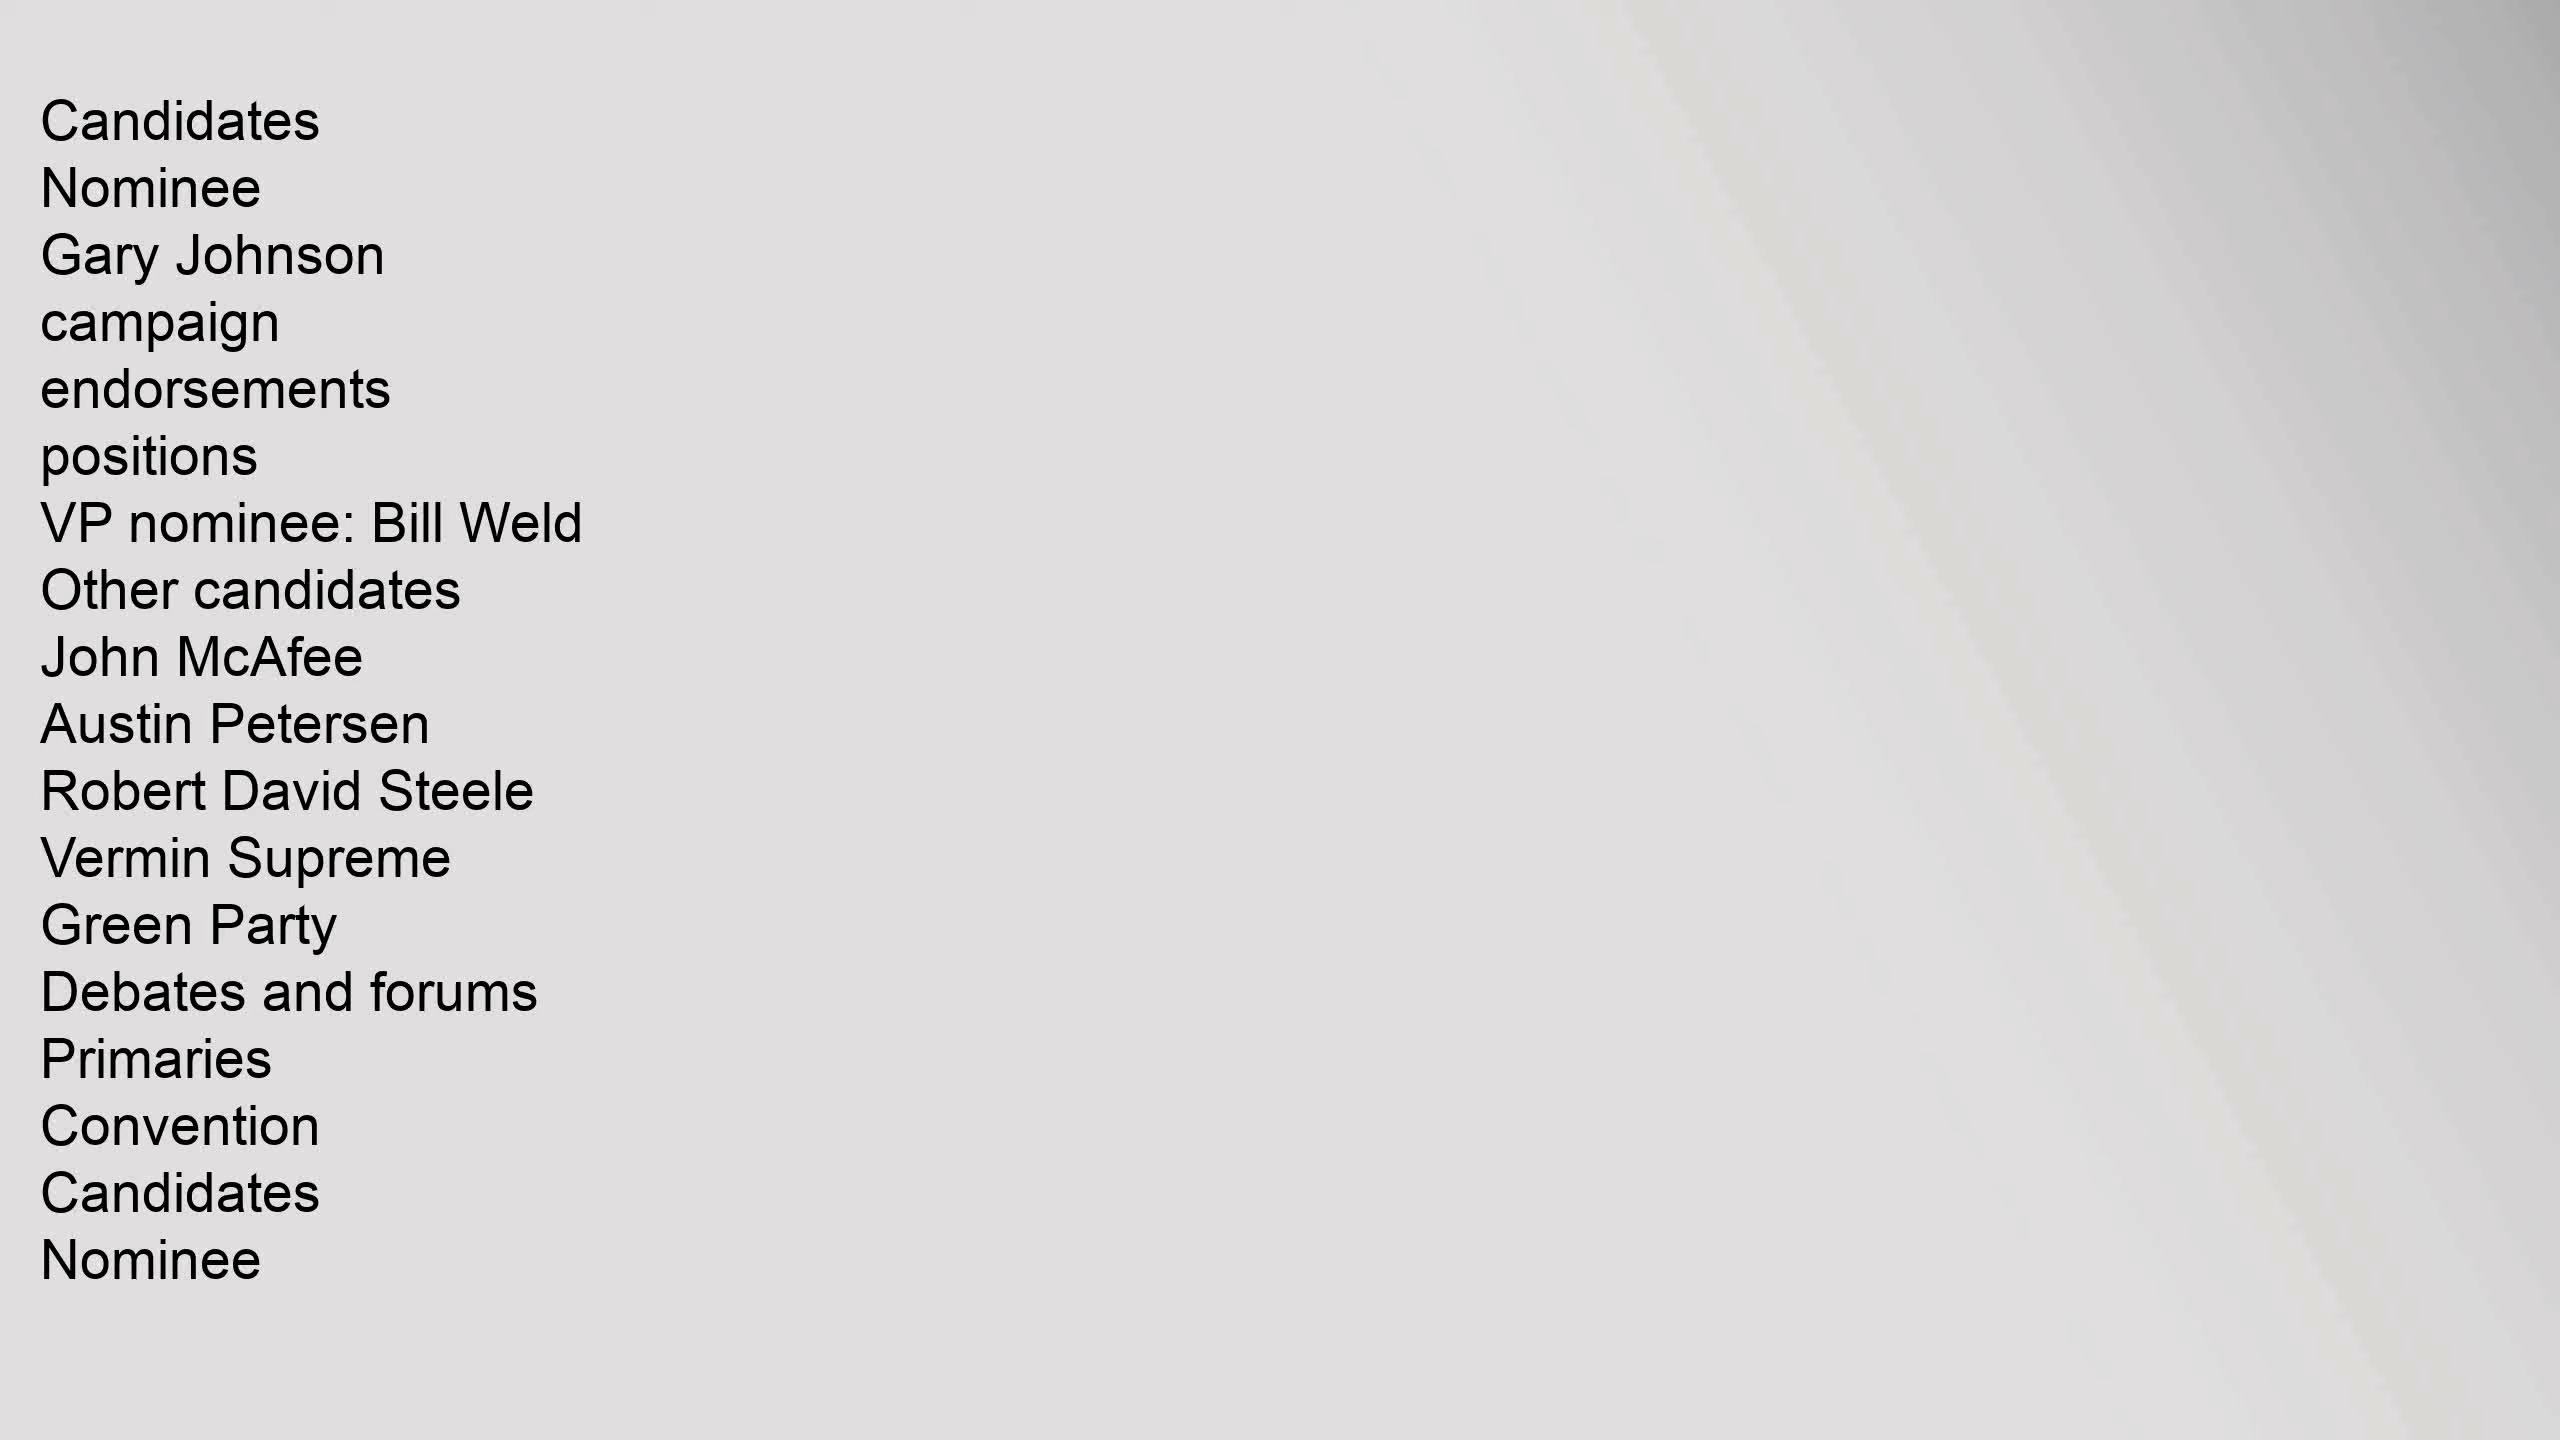 Candidates
Nominee
Gary Johnson
campaign
endorsements
positions
VP nominee: Bill Weld
Other candidates
John McAfee
Austin Petersen
Robert David Steele
Vermin Supreme
Green Party
Debates and forums
Primaries
Convention
Candidates
Nominee